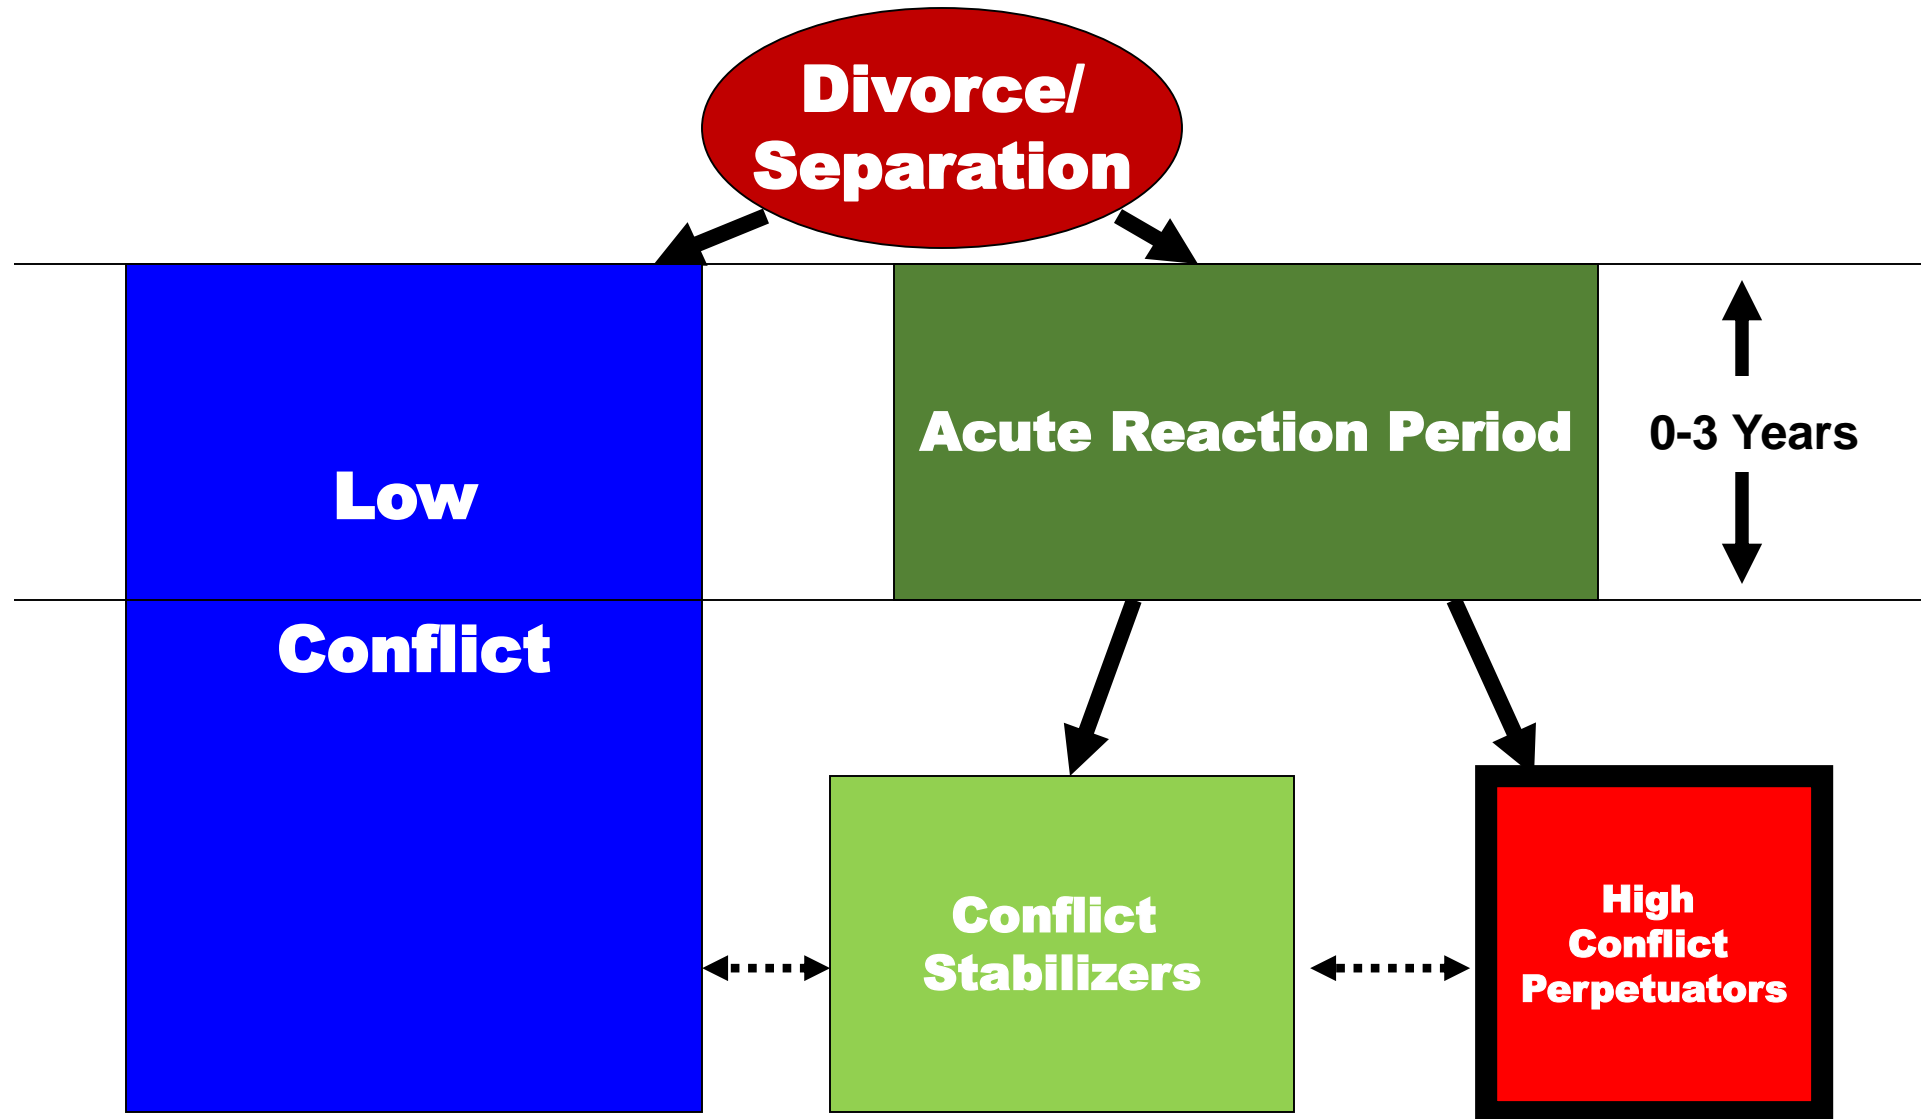 Divorce/
Separation
Low
Conflict
Acute Reaction Period
0-3 Years
Conflict
Stabilizers
High
Conflict
Perpetuators